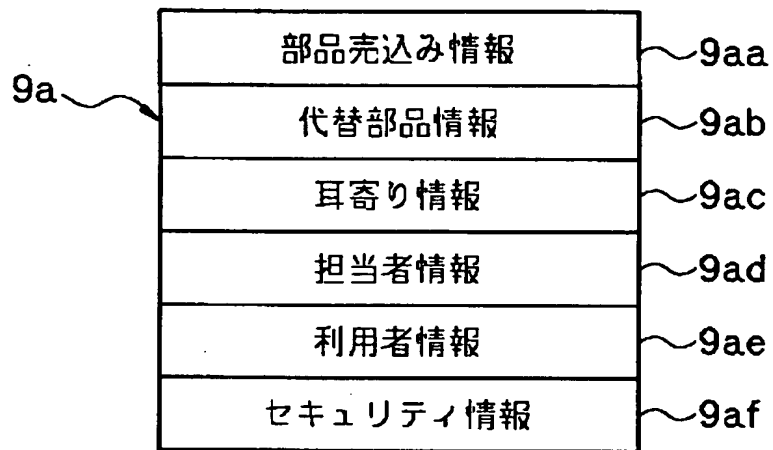 部品売込み情報 9aa
9a
代替部品情報 9ab
耳寄り情報 9ac
担当者情報 9ad
利用者情報 9ae
セキュリティ情報 9af